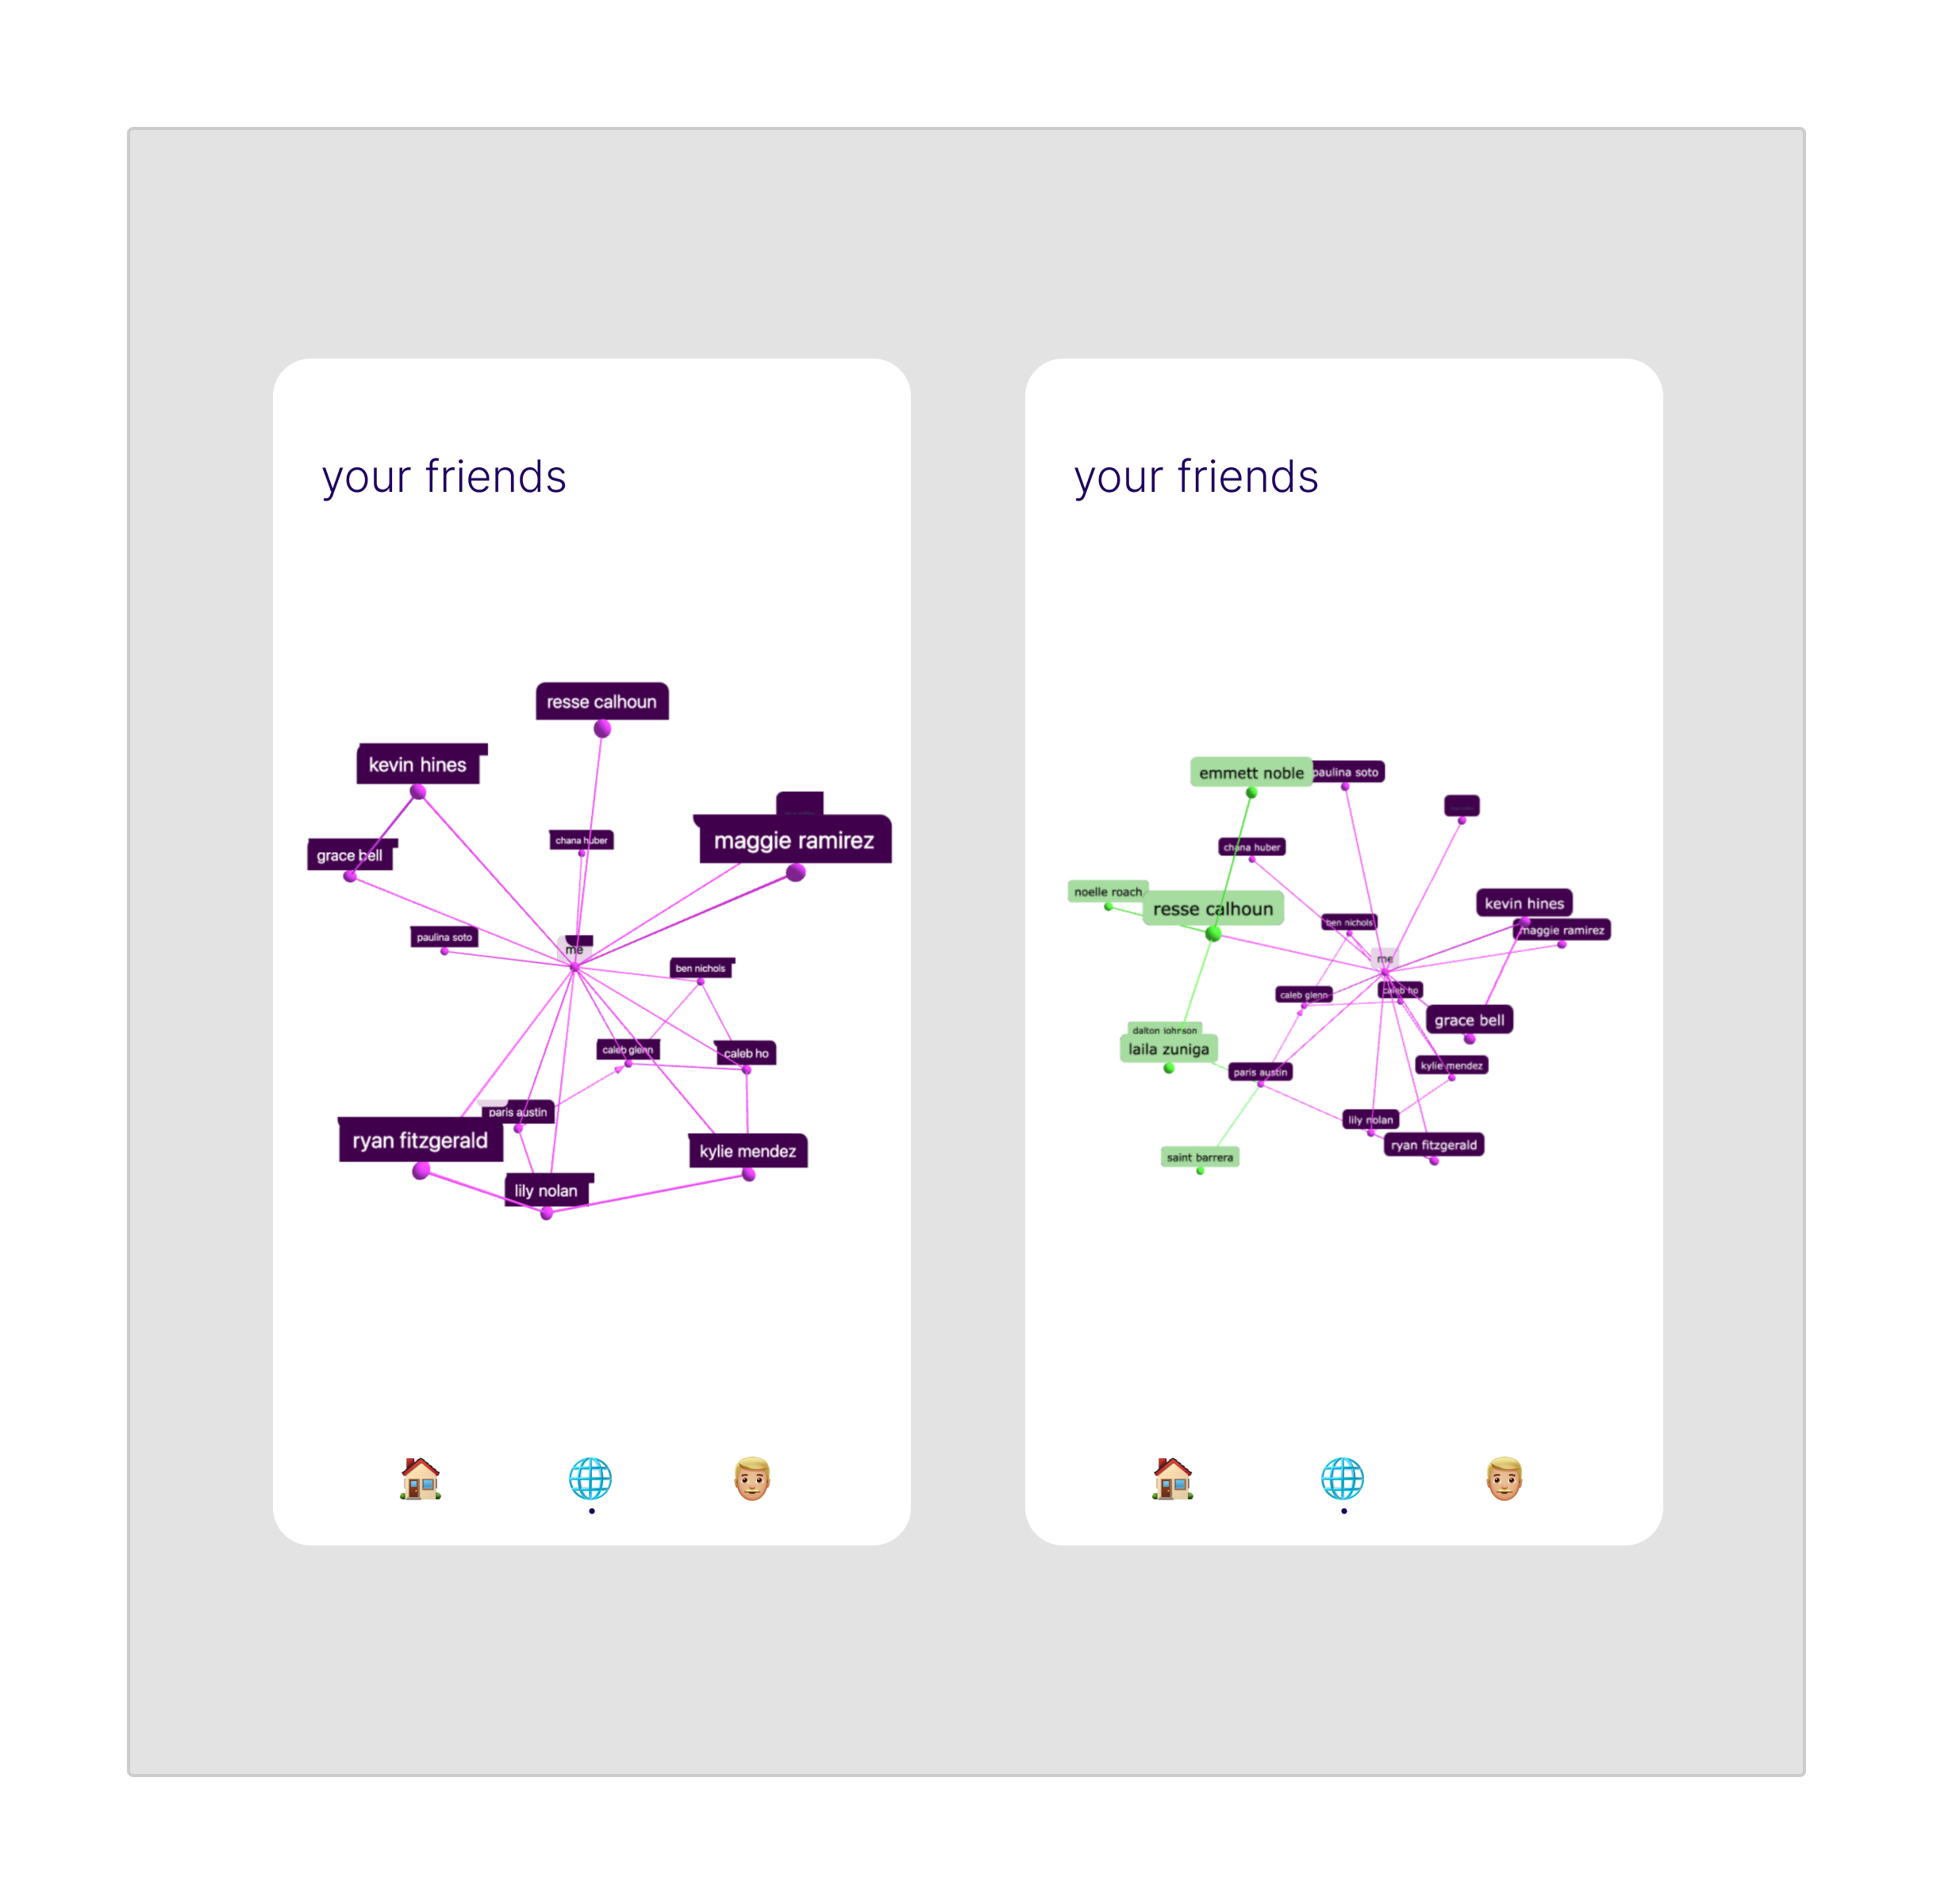 your friends
resse calhoun
kevin hines
maggie ramirez
chana huber
grace bell
paulina soto
me
ben nichols
caleb glenn
caleb ho
paris austin
ryan fitzgerald
kylie mendez
lily nolan
your friends
emmett noble
paulina soto
chana huber
noelle roach
resse calhoun
kevin hines
ben nichols
maggie ramirez
me
caleb glenn
caleb ho
grace bell
dalton johnson
laila zuniga
kylie mendez
paris austin
lily nolan
ryan fitzgerald
saint barrera